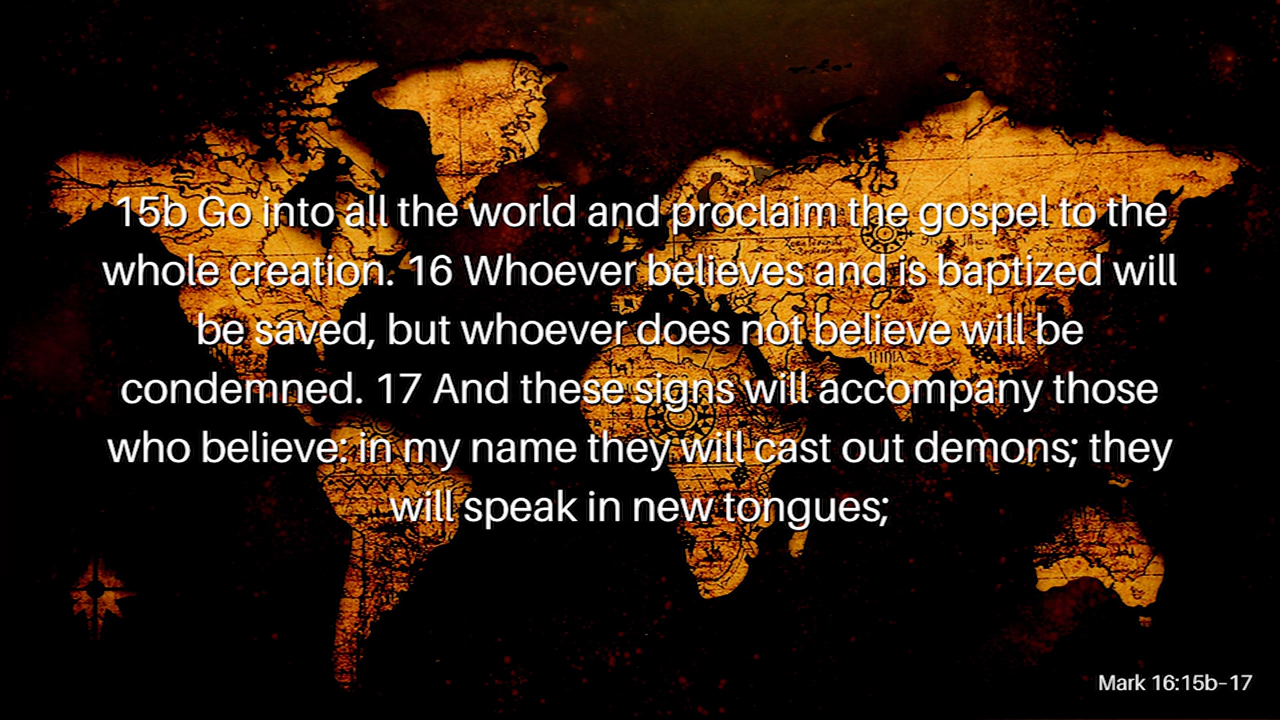 15b Go into all the world and proclaim the gospel to the
whole creation. 16 Whoever believes and is baptized will
be saved, but whoever does not believe will be
condemned. 17 And these signs will accompany those
who believe: in my name they will cast out demons; they
will speak in new tongues;
Mark 16:15b–17